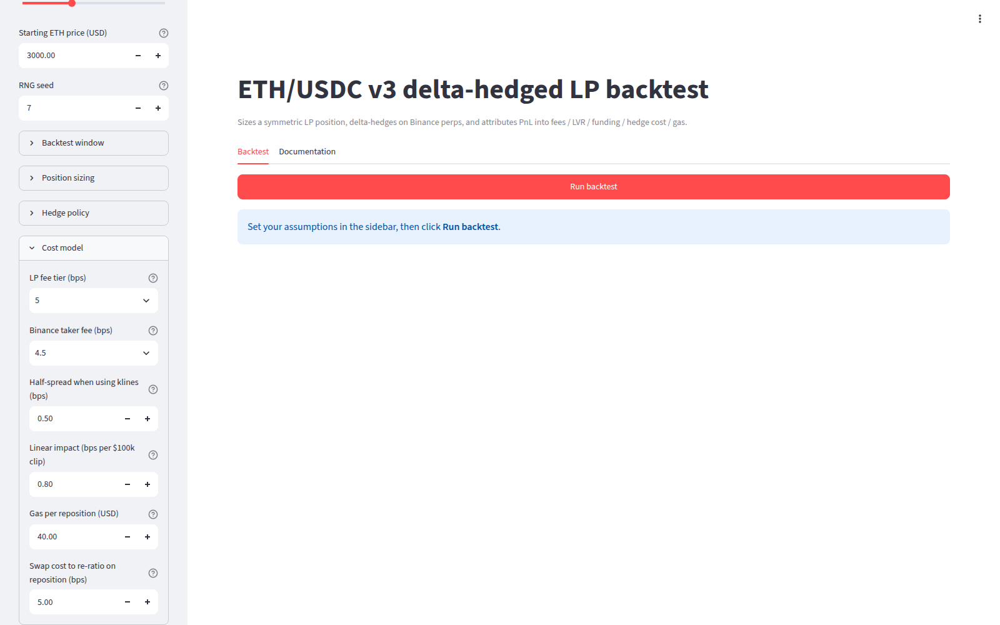 Starting ETH price (USD)
3000.00
RNG seed
7
Backtest window
Position sizing
Hedge policy
Cost model
LP fee tier (bps)
5
Binance taker fee (bps)
4.5
Half-spread when using klines
(bps)
0.50
Linear impact (bps per $100k
clip)
0.80
Gas per reposition (USD)
40.00
Swap cost to re-ratio on
reposition (bps)
5.00
ETH/USDC v3 delta-hedged LP backtest
Sizes a symmetric LP position, delta-hedges on Binance perps, and attributes PnL into fees / LVR / funding / hedge cost / gas.
Backtest Documentation
Run backtest
Set your assumptions in the sidebar, then click Run backtest.